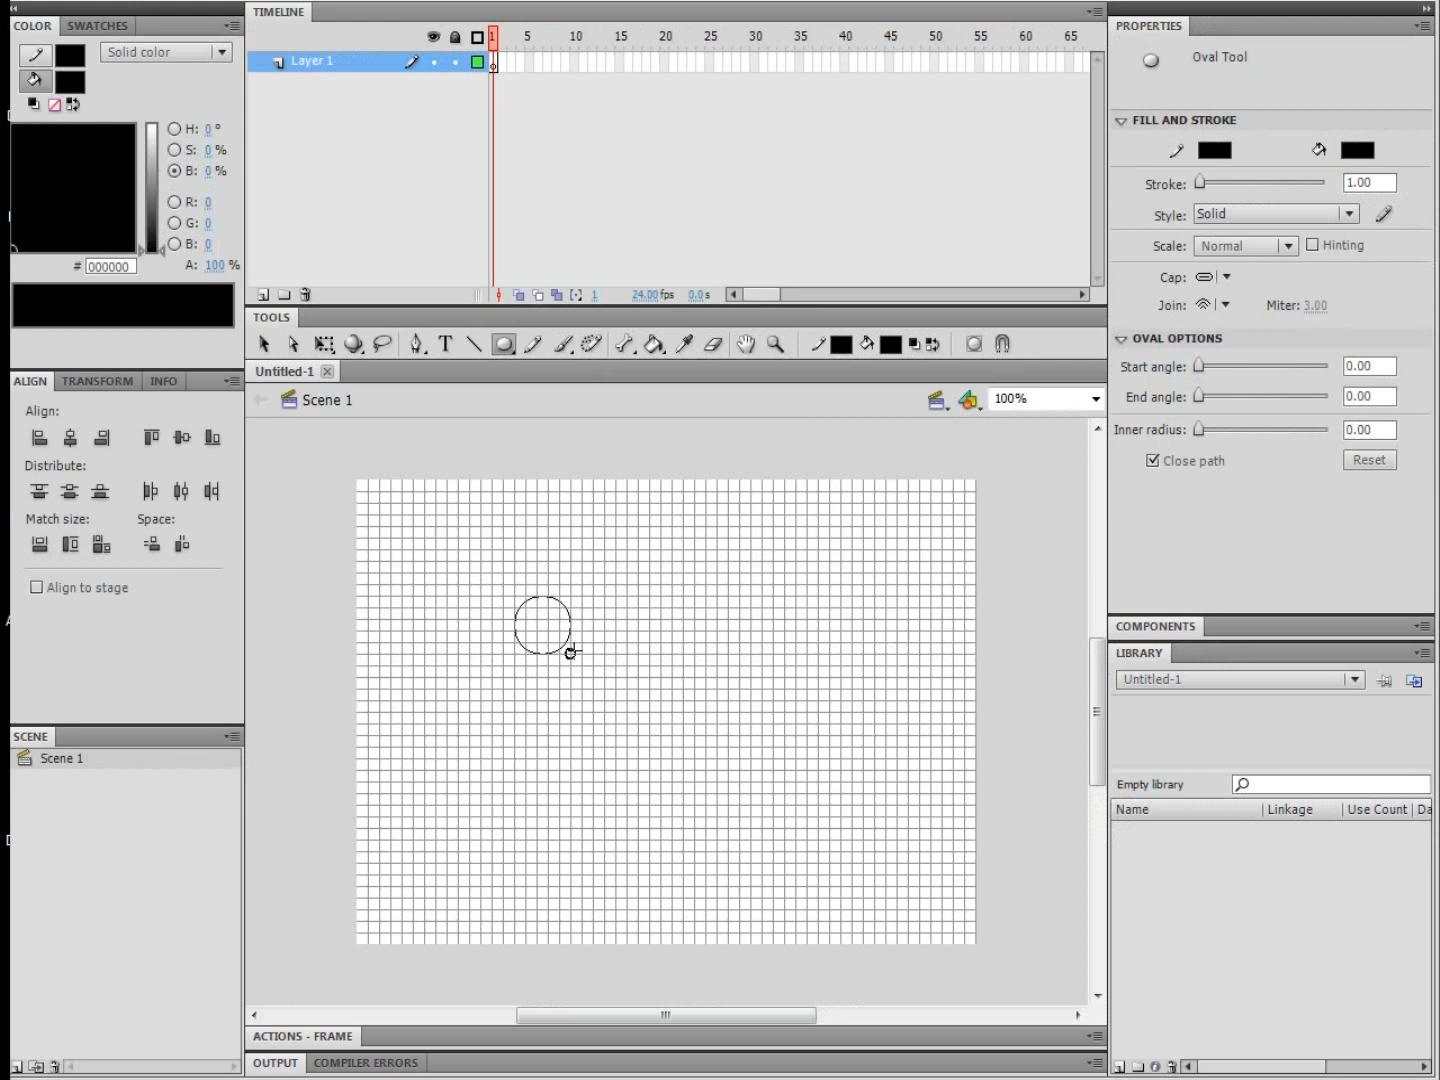 COLOR
SWATCHES
Solid color
H: 0 °
S: 0 %
B: 0 %
R: 0
G: 0
B: 0
# 000000
A: 100 %
ALIGN
TRANSFORM
INFO
Align:
Distribute:
Match size:
Space:
Align to stage
SCENE
Scene 1
TIMELINE
1 5 10 15 20 25 30 35 40 45 50 55 60 65
Layer 1
1 24.00 fps 0.0 s
TOOLS
T
Untitled-1
Scene 1
100%
ACTIONS - FRAME
OUTPUT
COMPILER ERRORS
PROPERTIES
Oval Tool
FILL AND STROKE
Stroke: 1.00
Style: Solid
Scale: Normal Hinting
Cap:
Join: Miter: 3.00
OVAL OPTIONS
Start angle: 0.00
End angle: 0.00
Inner radius: 0.00
Close path Reset
COMPONENTS
LIBRARY
Untitled-1
Empty library
Name Linkage Use Count Da